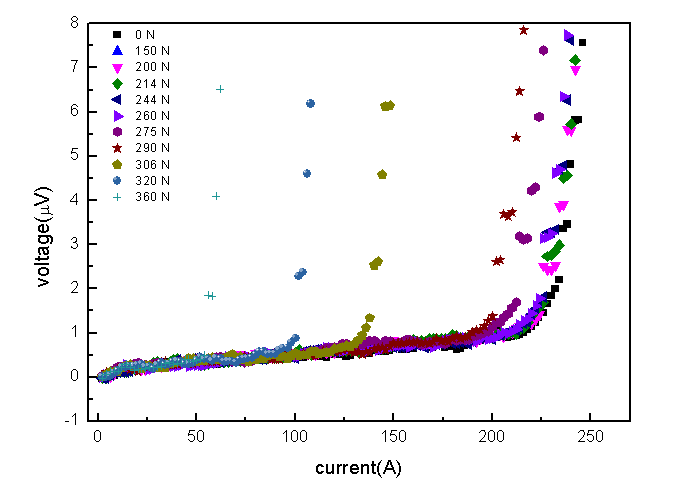 8
7
6
5
4
3
2
1
0
-1
0 N
150 N
200 N
214 N
244 N
260 N
275 N
290 N
306 N
320 N
360 N
voltage(μV)
0 50 100 150 200 250
current(A)